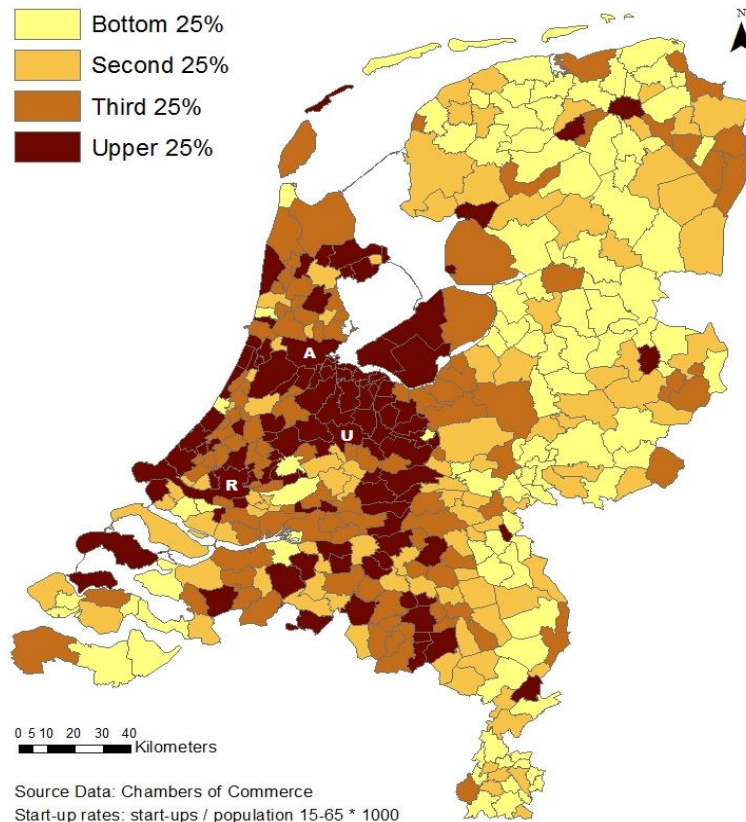 Bottom 25%
N
Second 25%
Third 25%
Upper 25%
A
U
R
0 5 10 20 30 40
Kilometers
Source Data: Chambers of Commerce
Start-up rates: start-ups / population 15-65 * 1000